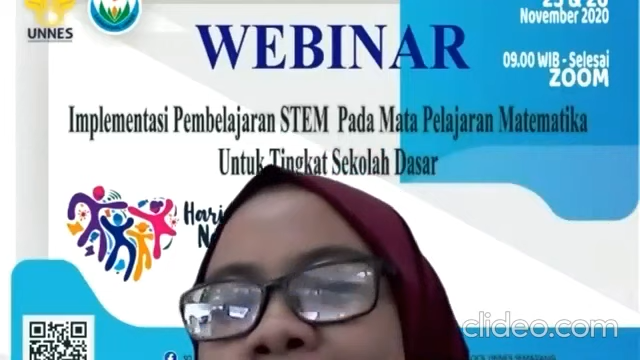 UNNES
November 2020
09.00 WIB - Selesai
ZOOM
WEBINAR
Implementasi Pembelajaran STEM Pada Mata Pelajaran Matematika
Untuk Tingkat Sekolah Dasar
Hari
clideo.com